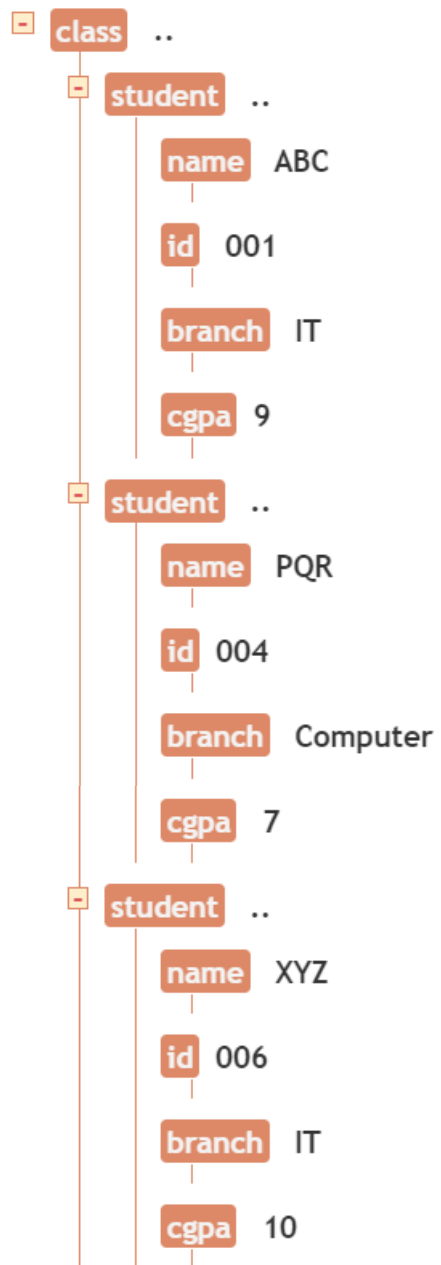 class ..
student ..
name ABC
id 001
branch IT
cgpa 9
student ..
name PQR
id 004
branch Computer
cgpa 7
student ..
name XYZ
id 006
branch IT
cgpa 10